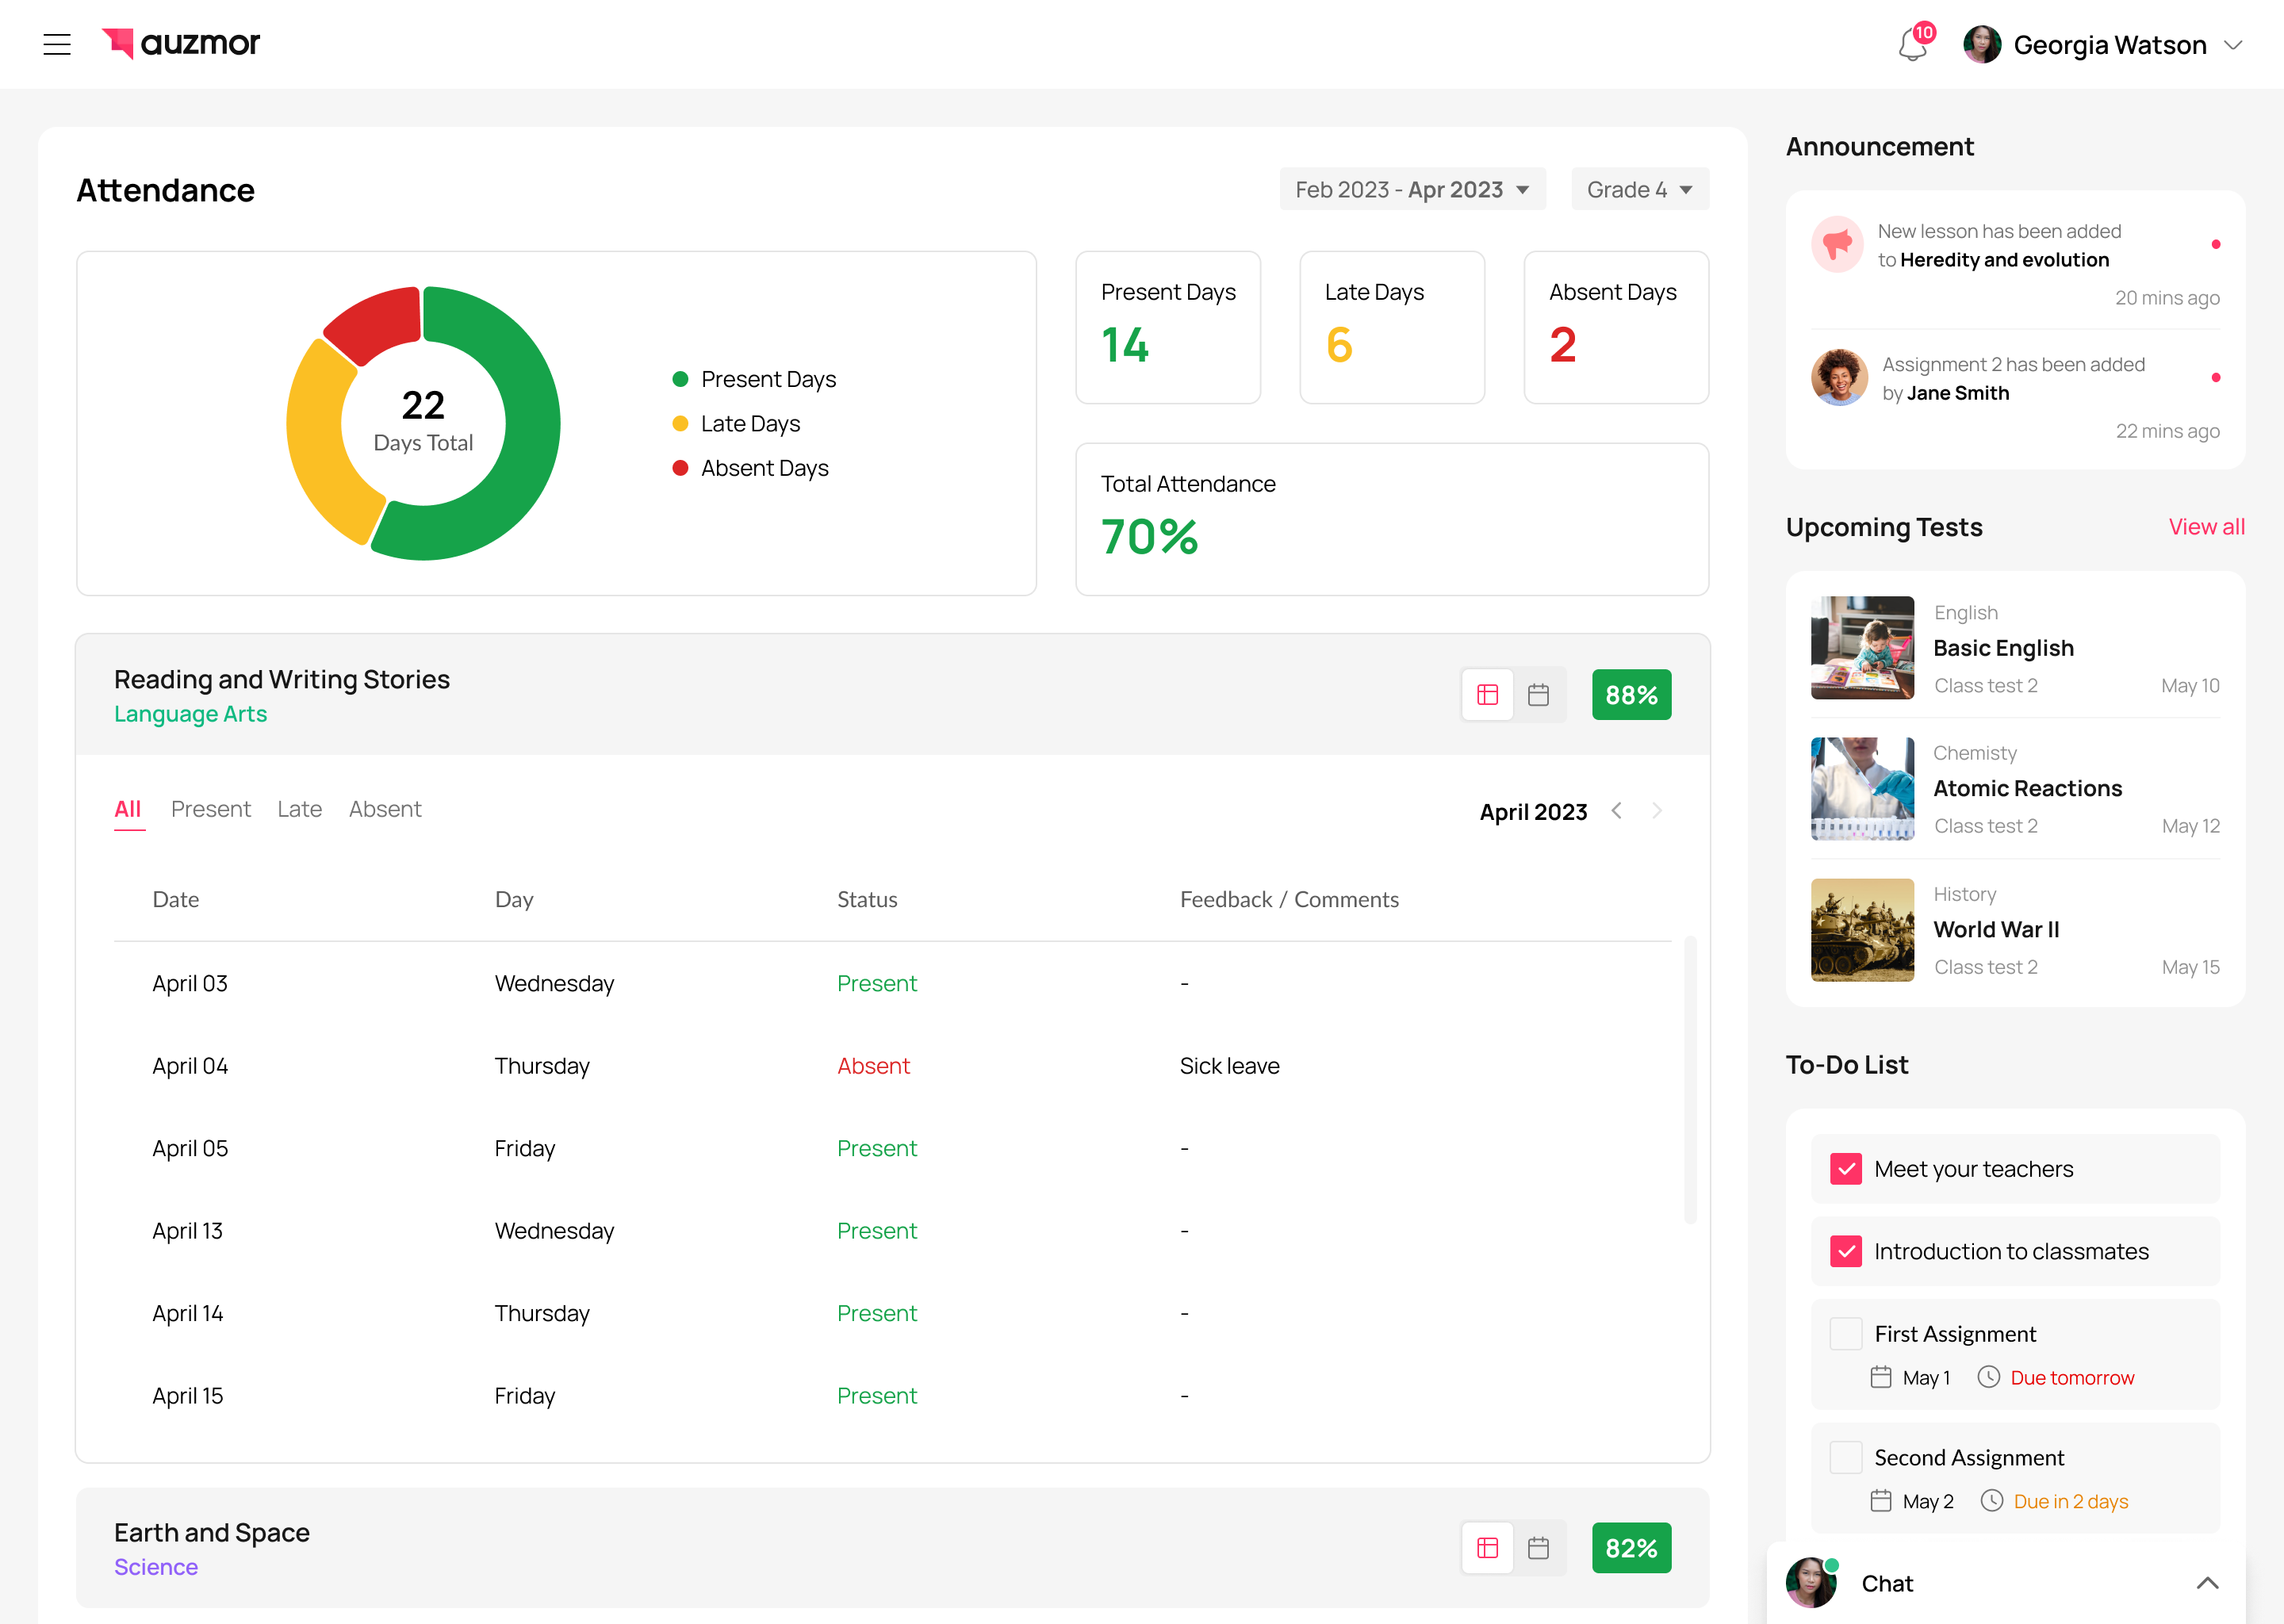 auzmor
10
Georgia Watson
Attendance
Feb 2023 - Apr 2023
Grade 4
22
Days Total
Present Days
Late Days
Absent Days
Present Days
14
Late Days
6
Absent Days
2
Total Attendance
70%
Reading and Writing Stories
Language Arts
88%
All Present Late Absent
April 2023
Date Day Status Feedback / Comments
April 03 Wednesday Present -
April 04 Thursday Absent Sick leave
April 05 Friday Present -
April 13 Wednesday Present -
April 14 Thursday Present -
April 15 Friday Present -
Earth and Space
Science
82%
Announcement
New lesson has been added
to Heredity and evolution
20 mins ago
Assignment 2 has been added
by Jane Smith
22 mins ago
Upcoming Tests
View all
English
Basic English
Class test 2 May 10
Chemisty
Atomic Reactions
Class test 2 May 12
History
World War II
Class test 2 May 15
To-Do List
Meet your teachers
Introduction to classmates
First Assignment
May 1 Due tomorrow
Second Assignment
May 2 Due in 2 days
Chat